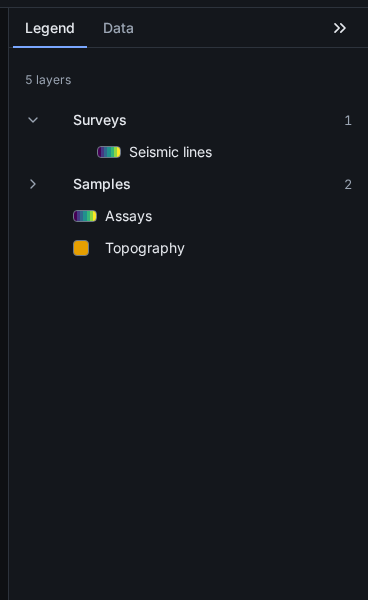 Legend Data
5 layers
Surveys 1
Seismic lines
Samples 2
Assays
Topography